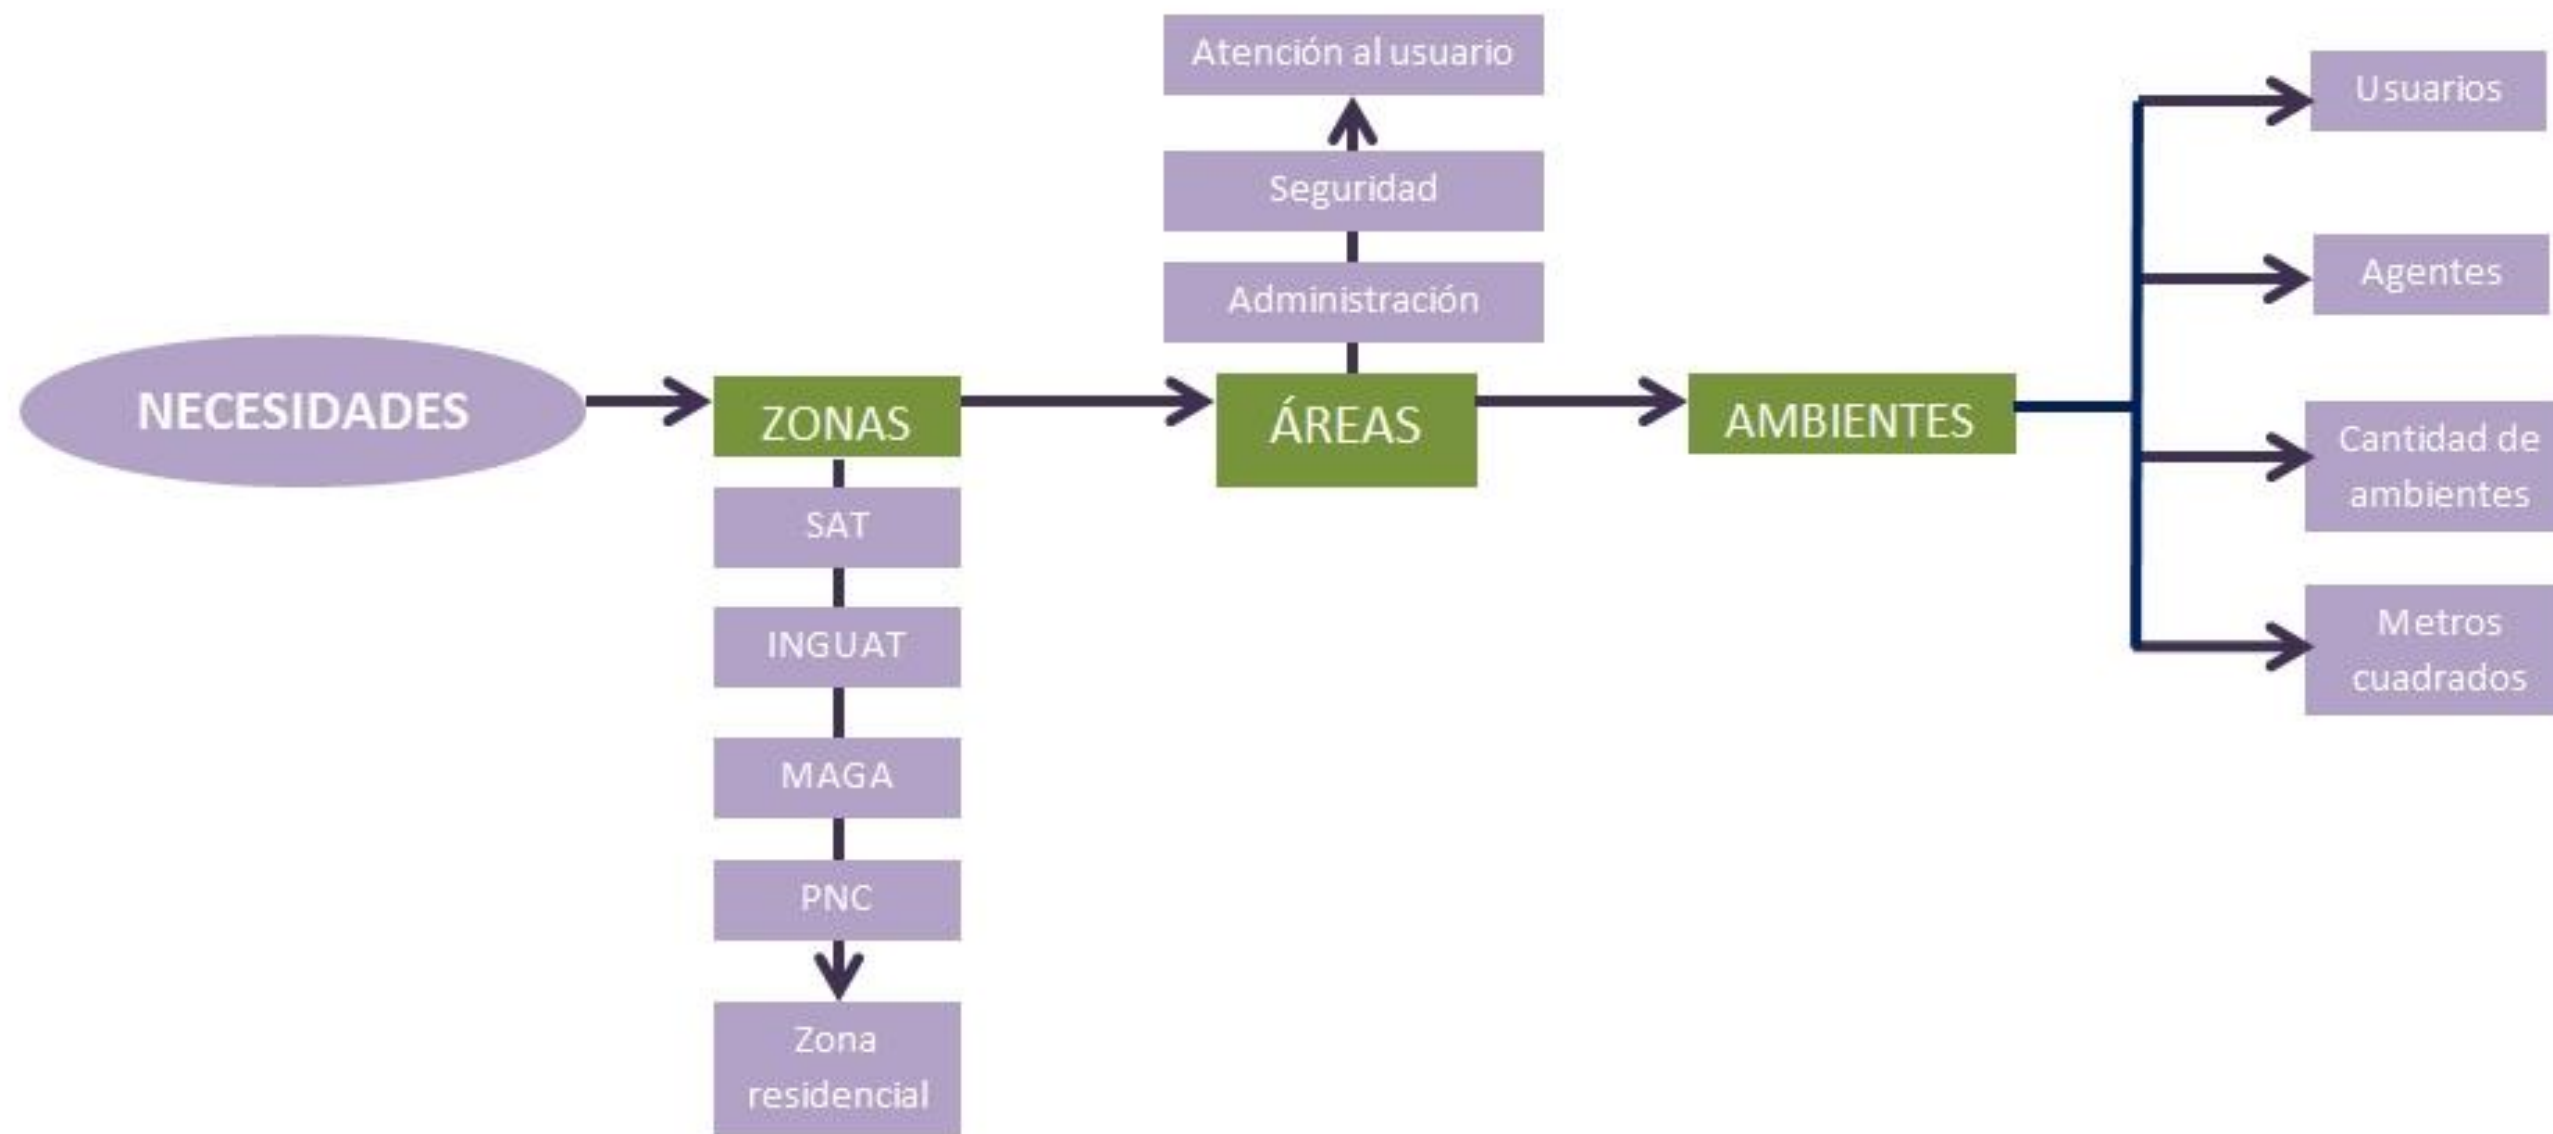 Atención al usuario
Seguridad
Administración
NECESIDADES
ZONAS
ÁREAS
AMBIENTES
SAT
INGUAT
MAGA
PNC
Zona
residencial
Usuarios
Agentes
Cantidad de
ambientes
Metros
cuadrados